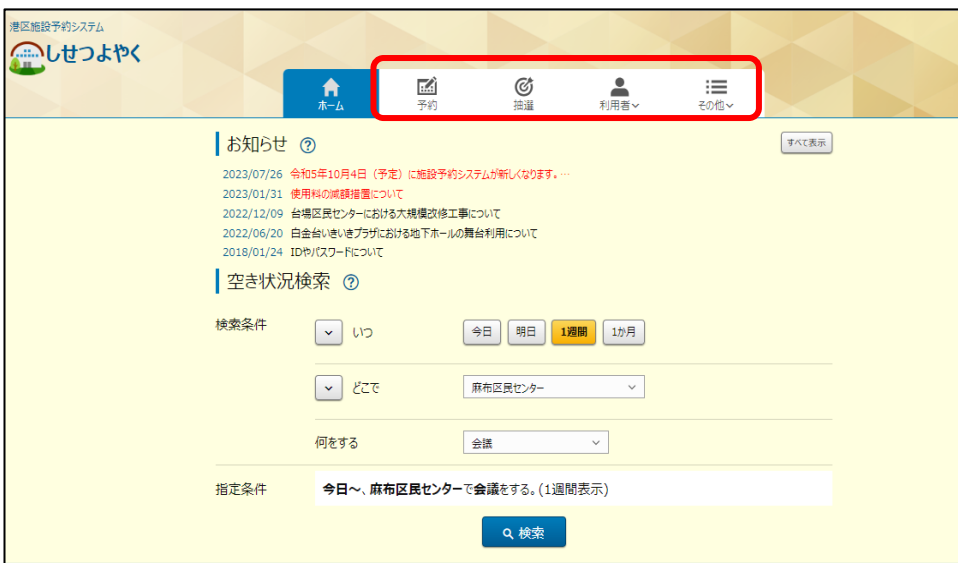 港区施設予約システム
しせつよやく
ホーム 予約 抽選 利用者 その他
お知らせ ? すべて表示
2023/07/26 令和5年10月4日（予定）に施設予約システムが新しくなります。…
2023/01/31 使用料の減額措置について
2022/12/09 台場区民センターにおける大規模改修工事について
2022/06/20 白金台いきいきプラザにおける地下ホールの舞台利用について
2018/01/24 IDやパスワードについて
空き状況検索 ?
検索条件 いつ 今日 明日 1週間 1か月
どこで 麻布区民センター
何をする 会議
指定条件 今日～、麻布区民センターで会議をする。(1週間表示)
検索